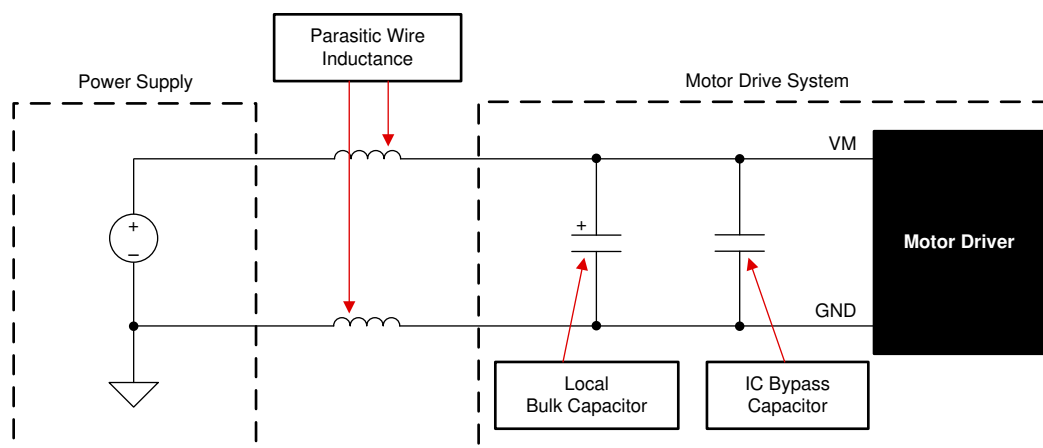 Parasitic Wire
Inductance
Power Supply
Motor Drive System
VM
+
–
+
Motor Driver
GND
Local
Bulk Capacitor
IC Bypass
Capacitor